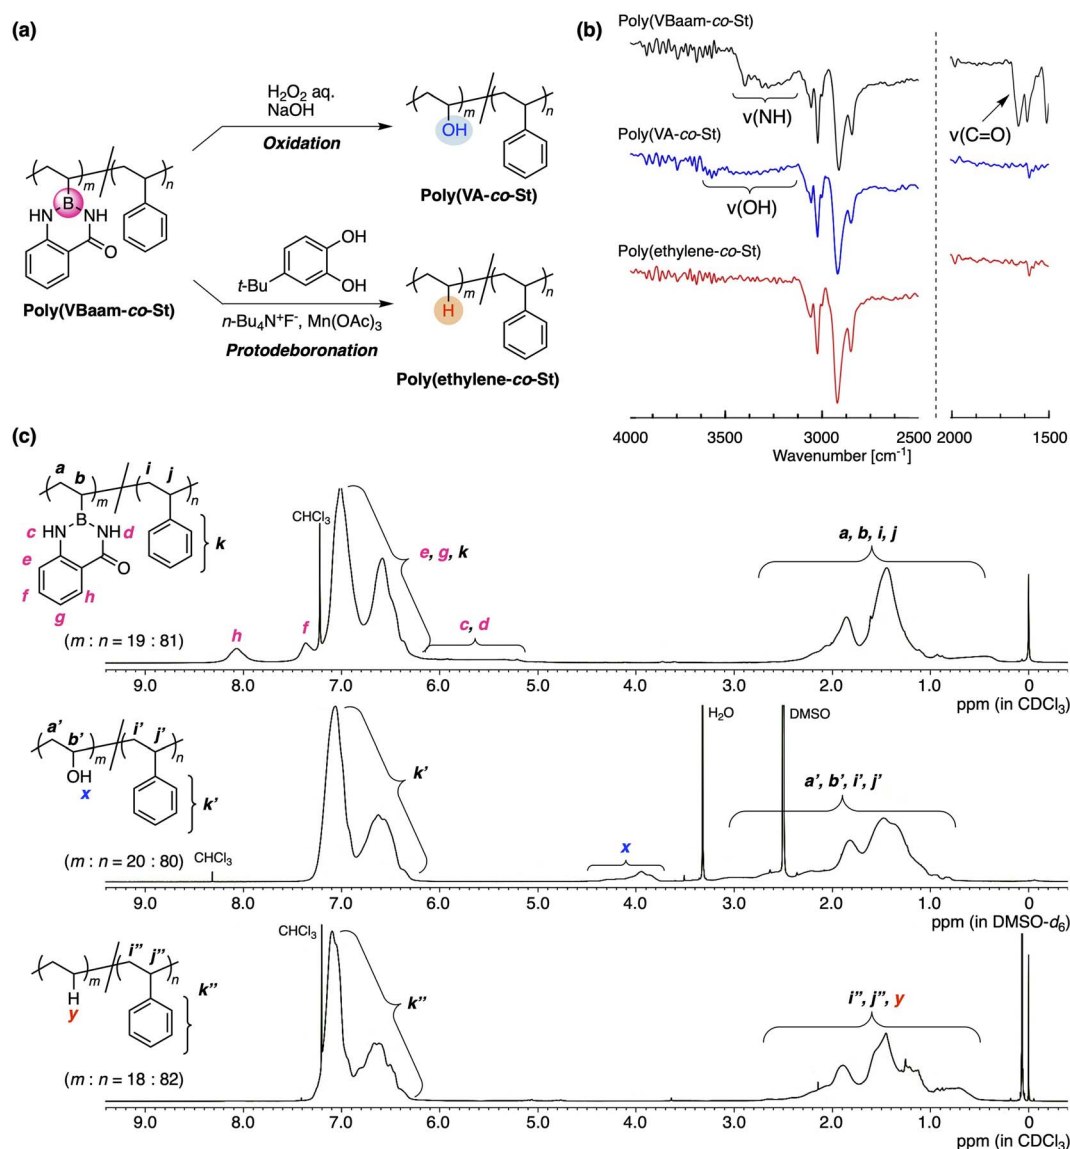 (a)
H2O2 aq.
NaOH
Oxidation
m
n
OH
Poly(VA-co-St)
m
n
B
HN
NH
O
Poly(VBaam-co-St)
OH
OH
t-Bu
n-Bu4N+F-, Mn(OAc)3
Protodeboronation
m
n
H
Poly(ethylene-co-St)
(b)
Poly(VBaam-co-St)
ν(NH)
ν(C=O)
Poly(VA-co-St)
ν(OH)
Poly(ethylene-co-St)
4000 3500 3000 2500 2000 1500
Wavenumber [cm-1]
(c)
a b i j
m
n
B
c HN NH d
O
k
e
f
g
h
(m : n = 19 : 81)
h
f
CHCl3
e, g, k
c, d
a, b, i, j
9.0 8.0 7.0 6.0 5.0 4.0 3.0 2.0 1.0 0
ppm (in CDCl3)
a’ b’ i’ j’
m
n
OH
x
k’
(m : n = 20 : 80)
CHCl3
k’
x
H2O
DMSO
a’, b’, i’, j’
9.0 8.0 7.0 6.0 5.0 4.0 3.0 2.0 1.0 0
ppm (in DMSO-d6)
i” j”
m
n
H
y
k”
(m : n = 18 : 82)
CHCl3
k”
i”, j”, y
9.0 8.0 7.0 6.0 5.0 4.0 3.0 2.0 1.0 0
ppm (in CDCl3)